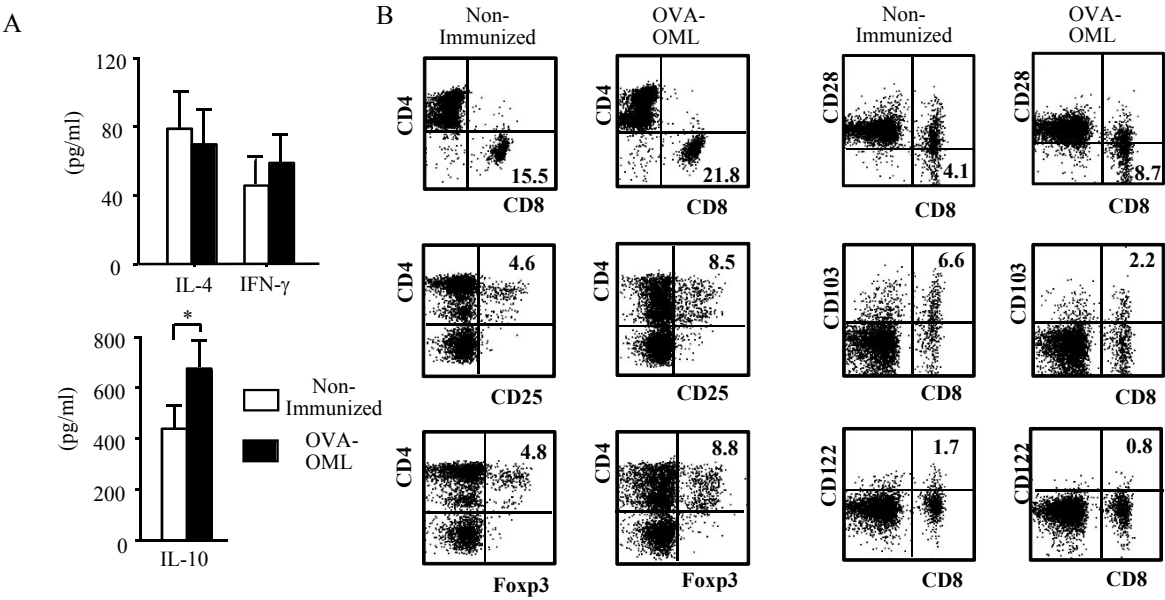 A
120
80
40
0
(pg/ml)
IL-4
IFN-γ
*
800
600
400
200
0
(pg/ml)
IL-10
Non-
Immunized
OVA-
OML
B
Non-
Immunized
OVA-
OML
Non-
Immunized
OVA-
OML
CD4
15.5
CD8
CD4
21.8
CD8
CD28
4.1
CD8
CD28
8.7
CD8
CD4
4.6
CD25
CD4
8.5
CD25
CD103
6.6
CD8
CD103
2.2
CD8
CD4
4.8
Foxp3
CD4
8.8
Foxp3
CD122
1.7
CD8
CD122
0.8
CD8